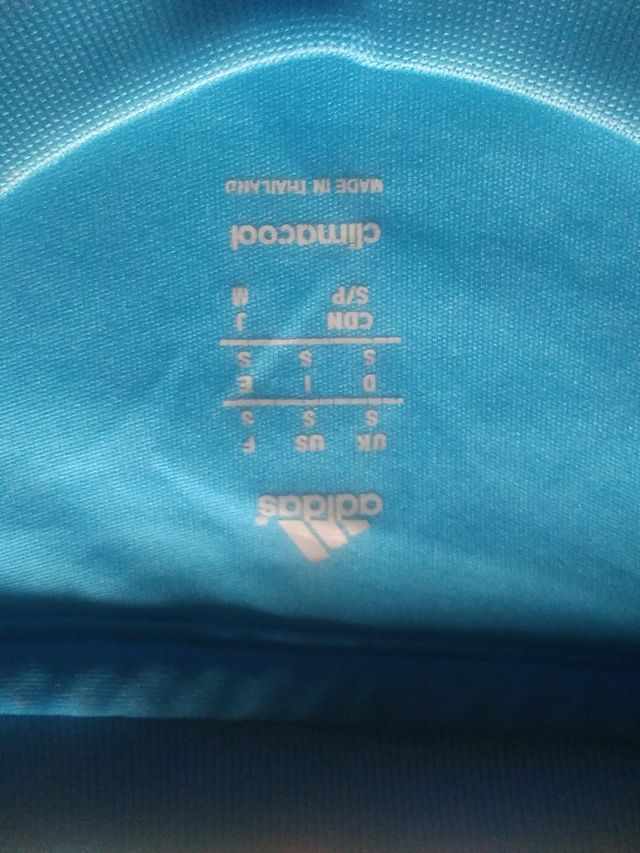 adidas®
UK US F
S S S
D I E
S S S
CDN J
S/P M
climacool
MADE IN THAILAND